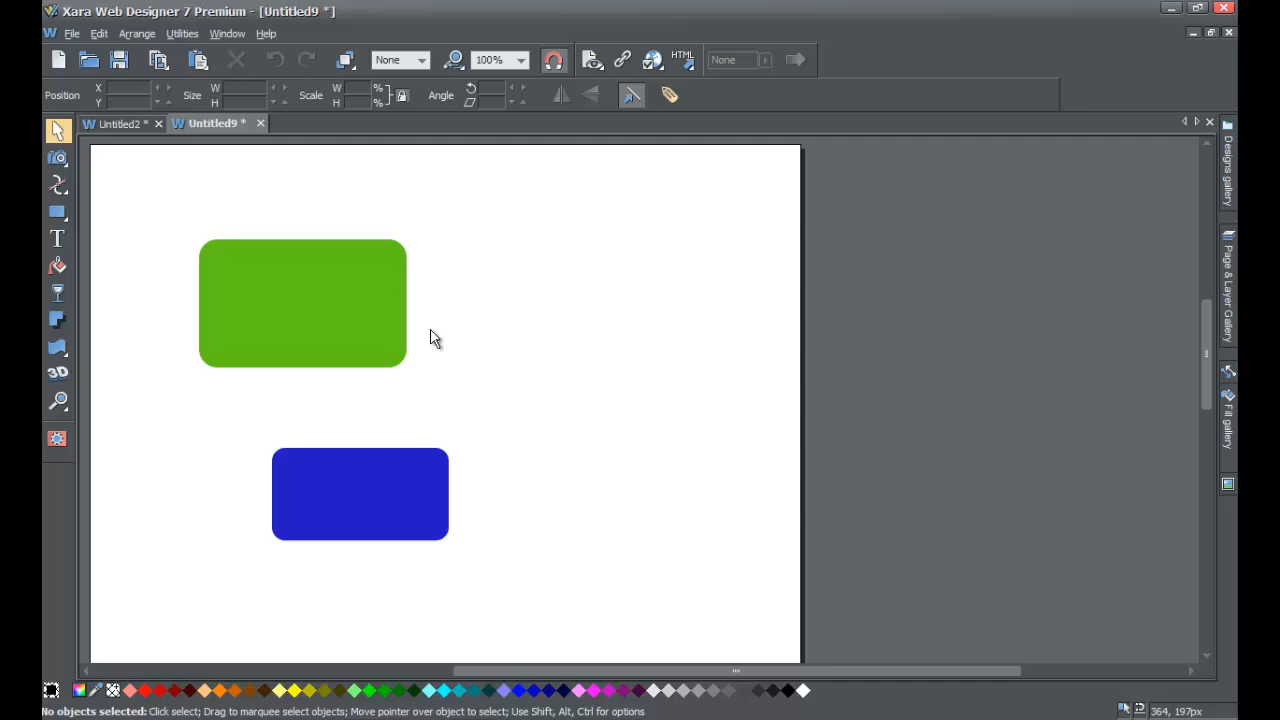 Xara Web Designer 7 Premium - [Untitled9 *]
File Edit Arrange Utilities Window Help
None 100% HTML None
Position X Y Size W H Scale W H % % Angle
Untitled2 * Untitled9 *
T
3D
Designs gallery
Page & Layer Gallery
Fill gallery
No objects selected: Click select; Drag to marquee select objects; Move pointer over object to select; Use Shift, Alt, Ctrl for options
364, 197px